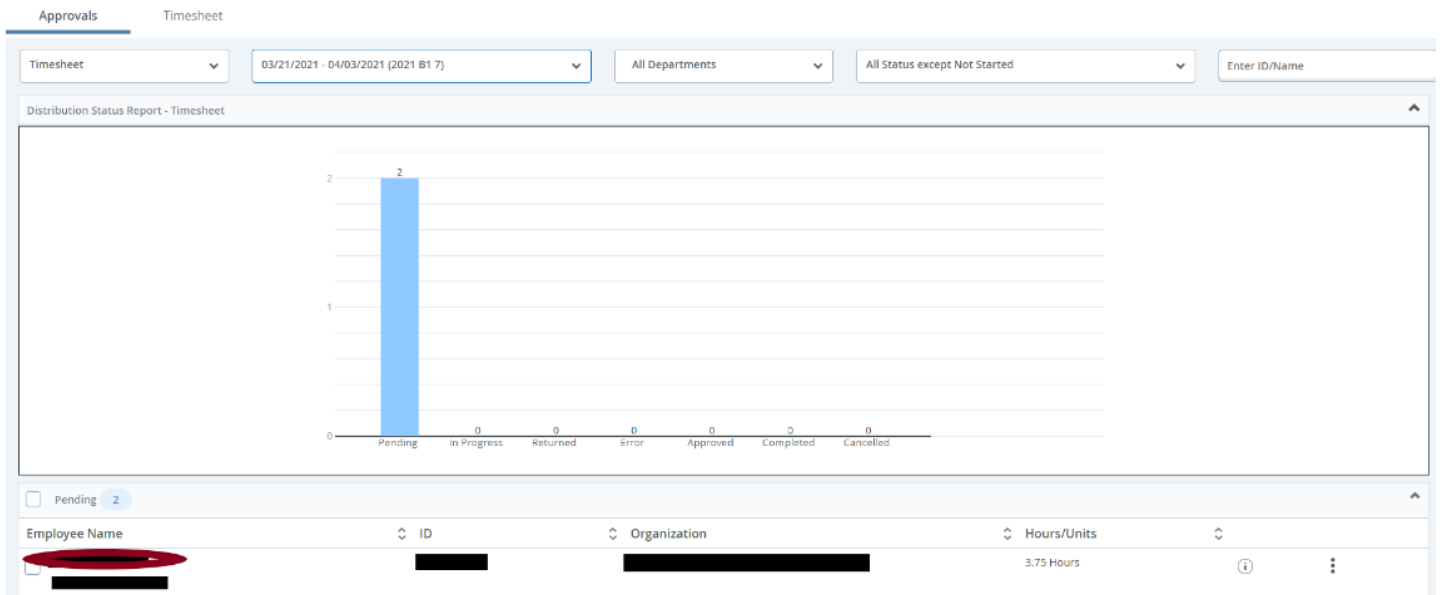 Approvals Timesheet
Timesheet 03/21/2021 - 04/03/2021 (2021 B1 7) All Departments All Status except Not Started Enter ID/Name
Distribution Status Report - Timesheet
2
2
1
0 0 0 0 0 0 0
Pending In Progress Returned Error Approved Completed Cancelled
Pending 2
Employee Name ID Organization Hours/Units
3.75 Hours